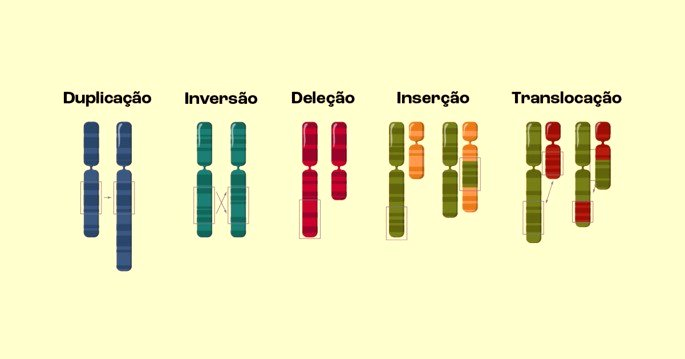 Duplicação
Inversão
Deleção
Inserção
Translocação